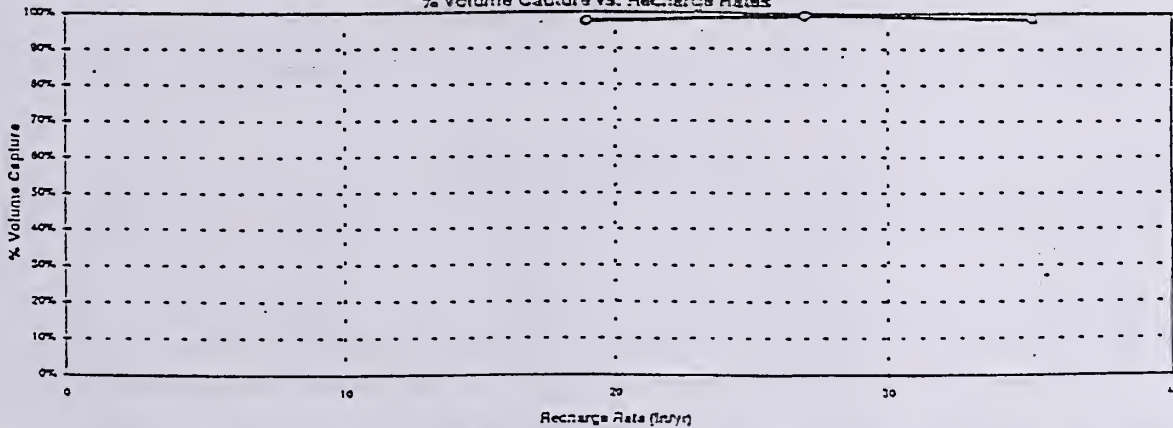 % Volume Capture vs. Recharge Rates
100%
90%
80%
70%
60%
50%
40%
30%
20%
10%
0%
% Volume Capture
0 10 20 30 4
Recharge Rate (in/yr)